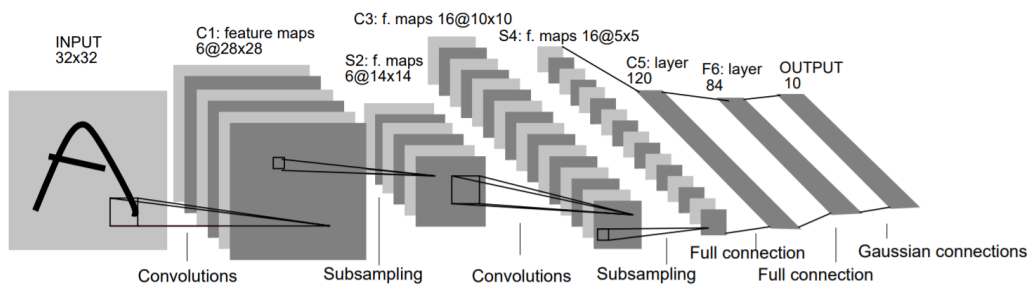 INPUT
32x32
C1: feature maps
6@28x28
S2: f. maps
6@14x14
C3: f. maps 16@10x10
S4: f. maps 16@5x5
C5: layer
120
F6: layer
84
OUTPUT
10
Convolutions
Subsampling
Convolutions
Subsampling
Full connection
Full connection
Gaussian connections
A